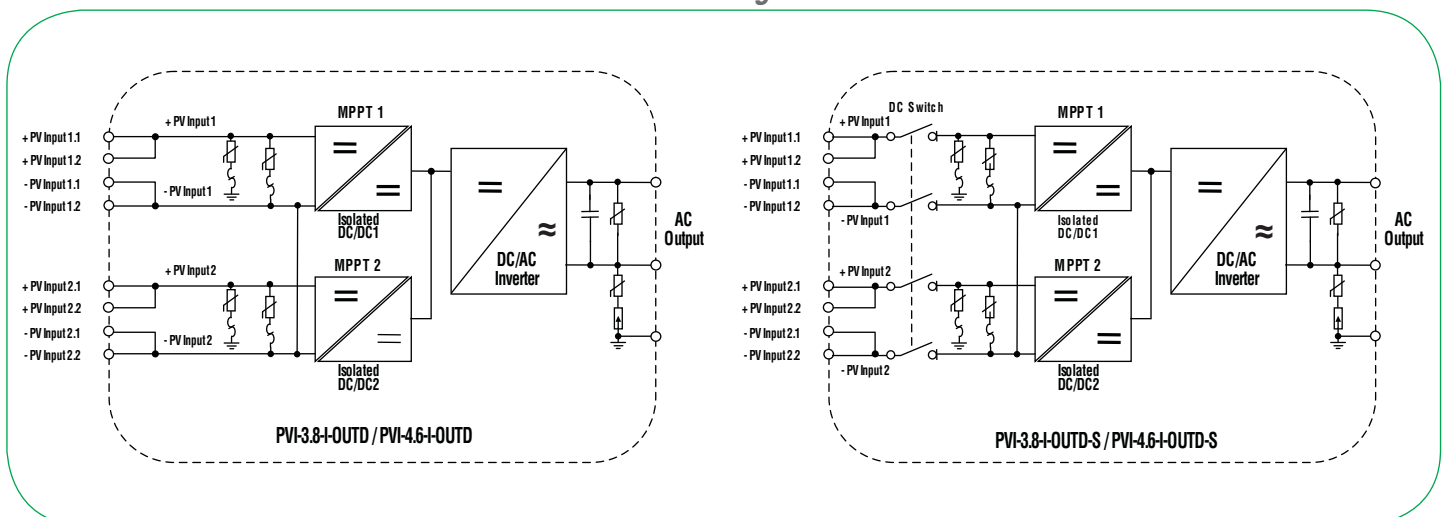 + PV Input 1.1
+ PV Input 1.2
- PV Input 1.1
- PV Input 1.2
+ PV Input 1
- PV Input 1
MPPT 1
Isolated
DC/DC1
+ PV Input 2.1
+ PV Input 2.2
- PV Input 2.1
- PV Input 2.2
+ PV Input 2
- PV Input 2
MPPT 2
Isolated
DC/DC2
DC/AC
Inverter
AC
Output
PVI-3.8-I-OUTD / PVI-4.6-I-OUTD
+ PV Input 1.1
+ PV Input 1.2
- PV Input 1.1
- PV Input 1.2
+ PV Input 1
- PV Input 1
DC Switch
MPPT 1
Isolated
DC/DC1
+ PV Input 2.1
+ PV Input 2.2
- PV Input 2.1
- PV Input 2.2
+ PV Input 2
- PV Input 2
MPPT 2
Isolated
DC/DC2
DC/AC
Inverter
AC
Output
PVI-3.8-I-OUTD-S / PVI-4.6-I-OUTD-S